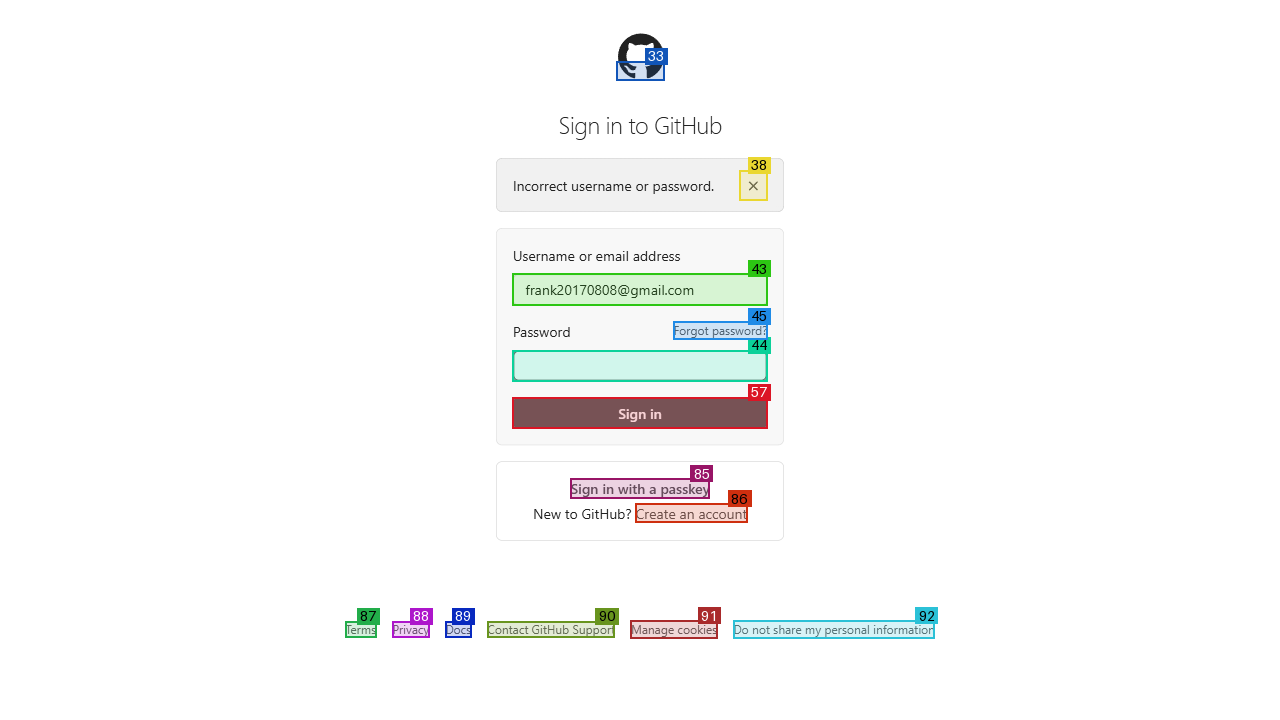 33
Sign in to GitHub
38
Incorrect username or password. ×
Username or email address
43
frank20170808@gmail.com
45
Password Forgot password?
44
57
Sign in
85
Sign in with a passkey
86
New to GitHub? Create an account
87 88 89 90 91 92
Terms Privacy Docs Contact GitHub Support Manage cookies Do not share my personal information